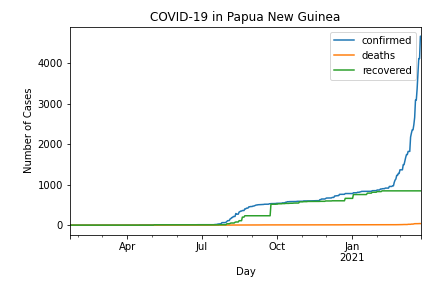 COVID-19 in Papua New Guinea
confirmed
deaths
recovered
Number of Cases
4000
3000
2000
1000
0
Apr
Jul
Oct
Jan
2021
Day